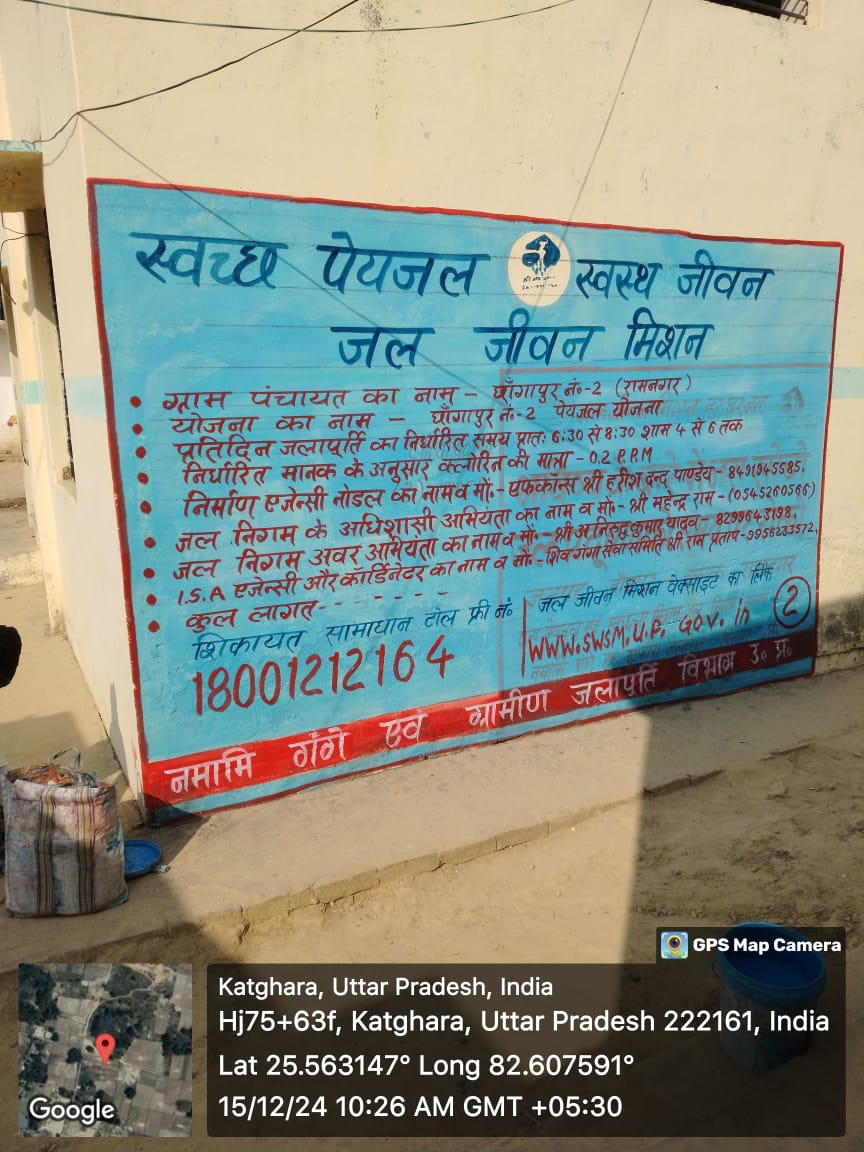 स्वच्छ पेयजल स्वस्थ जीवन
जल जीवन मिशन
• ग्राम पंचायत का नाम - घाँगापुर नं०-2 (रामनगर)
• योजना का नाम - घाँगापुर नं०-2 पेयजल योजना
• प्रतिदिन जलापूर्ति का निर्धारित समय प्रातः 6:30 से 8:30 शाम 4 से 6 तक
• निर्धारित मानक के अनुसार क्लोरिन की मात्रा - 0.2 P.P.M
• निर्माण एजेन्सी नोडल का नाम व मो.- एफकान्स श्री हरीश चन्द्र पाण्डेय - 8491945585.
• जल निगम के अधिशासी अभियंता का नाम व मो०- श्री महेन्द्र राम - (0545260566)
• जल निगम अवर अभियंता का नाम व मो०- श्री अनिरुद्ध कुमार यादव - 8299643198.
• I.S.A एजेन्सी और कॉर्डिनेटर का नाम व मो०- शिव गंगा सेवा समिति श्री राम प्रताप - 9956233572.
• कुल लागत- - - - - - - -
शिकायत सामाधान टोल फ्री नं०
18001212164
जल जीवन मिशन वेक्साइट का लिंक
www.SWSM.U.P. GOV. in
2
नमामि गंगे एवं ग्रामीण जलापूर्ति विभाग उ० प्र०
GPS Map Camera
Katghara, Uttar Pradesh, India
Hj75+63f, Katghara, Uttar Pradesh 222161, India
Lat 25.563147° Long 82.607591°
15/12/24 10:26 AM GMT +05:30
Google